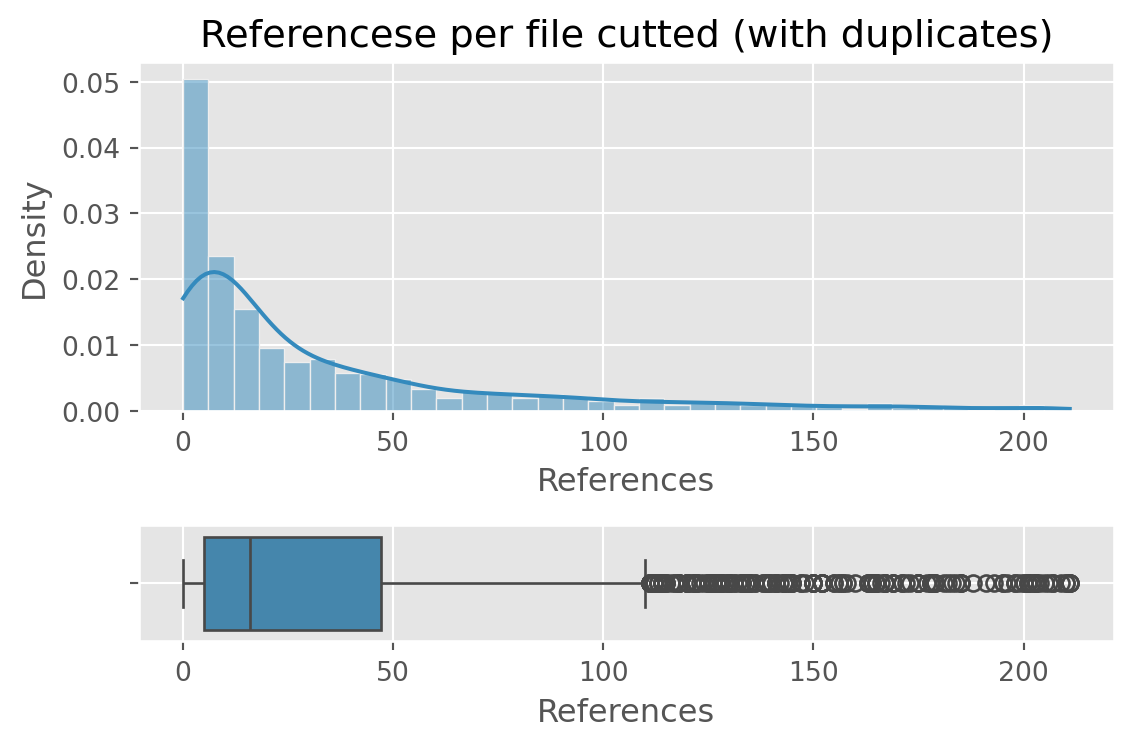 Referencese per file cutted (with duplicates)
0.05
0.04
0.03
0.02
0.01
0.00
Density
0 50 100 150 200
References
0 50 100 150 200
References